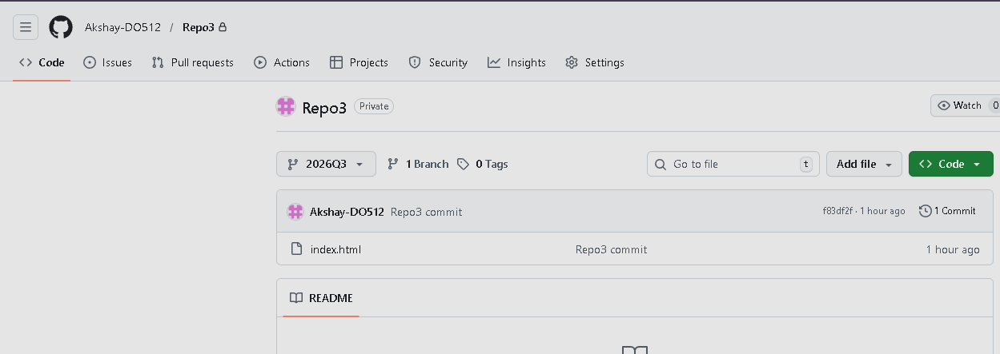 Akshay-DO512 / Repo3
Code Issues Pull requests Actions Projects Security Insights Settings
Repo3 Private Watch 0
2026Q3 1 Branch 0 Tags Go to file t Add file Code
Akshay-DO512 Repo3 commit f83df2f · 1 hour ago 1 Commit
index.html Repo3 commit 1 hour ago
README